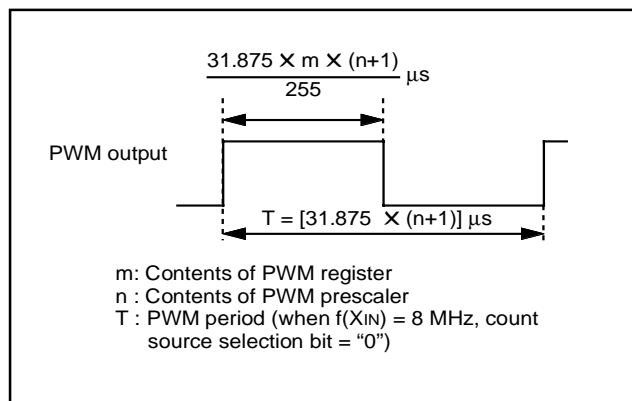 31.875 × m × (n+1)
255
μs
PWM output
T = [31.875 × (n+1)] μs
m: Contents of PWM register
n : Contents of PWM prescaler
T : PWM period (when f(XIN) = 8 MHz, count
source selection bit = “0”)